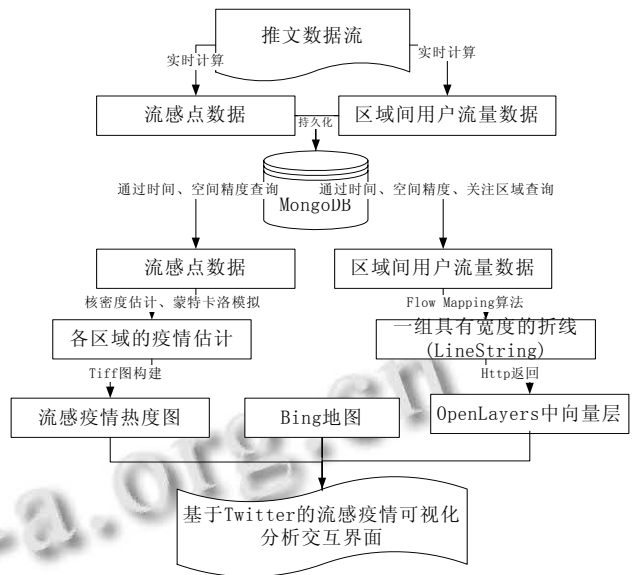 推文数据流
实时计算
实时计算
流感点数据
区域间用户流量数据
持久化
MongoDB
通过时间、空间精度查询
通过时间、空间精度、关注区域查询
流感点数据
区域间用户流量数据
核密度估计、蒙特卡洛模拟
Flow Mapping算法
各区域的疫情估计
一组具有宽度的折线
(LineString)
Tiff图构建
Http返回
流感疫情热度图
Bing地图
OpenLayers中向量层
基于Twitter的流感疫情可视化
分析交互界面
-a.org.cn